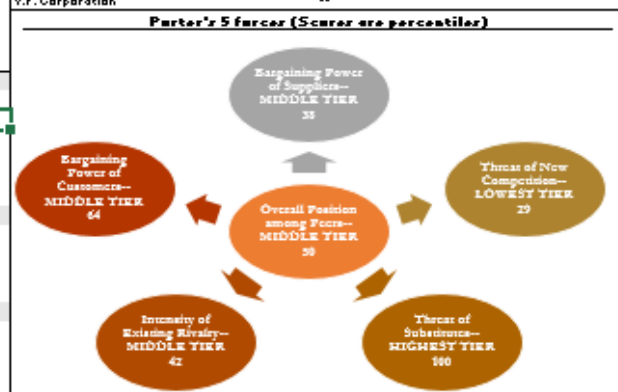 V.F. Corporation
Porter's 5 forces (Scores are percentiles)
Bargaining Power
of Suppliers--
MIDDLE TIER
Bargaining
Power of
Customers--
MIDDLE TIER
64
Threat of New
Competition--
LOWEST TIER
29
Overall Position
among Peers--
MIDDLE TIER
50
Intensity of
Existing Rivalry--
MIDDLE TIER
42
Threat of
Substitutes--
HIGHEST TIER
100